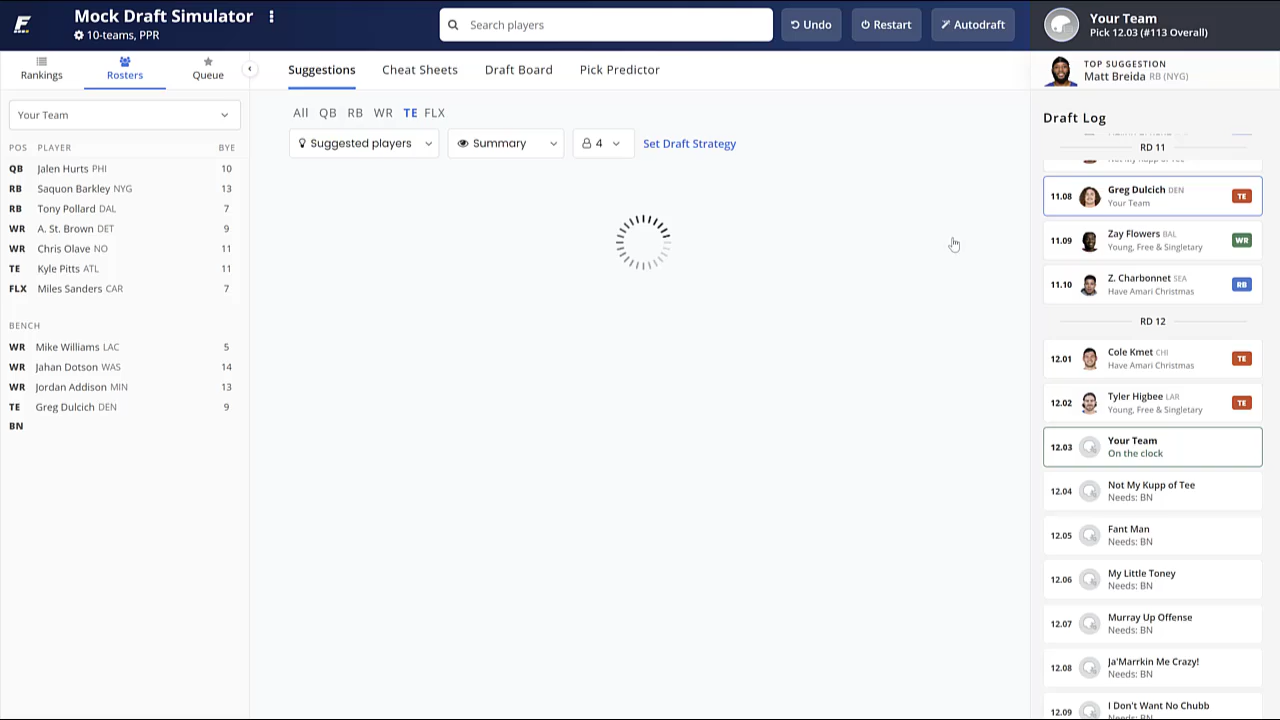 Mock Draft Simulator
10-teams, PPR
Search players
Undo
Restart
Autodraft
Your Team
Pick 12.03 (#113 Overall)
Rankings
Rosters
Queue
Suggestions
Cheat Sheets
Draft Board
Pick Predictor
TOP SUGGESTION
Matt Breida RB (NYG)
Your Team
All QB RB WR TE FLX
Suggested players
Summary
4
Set Draft Strategy
POS PLAYER BYE
QB Jalen Hurts PHI 10
RB Saquon Barkley NYG 13
RB Tony Pollard DAL 7
WR A. St. Brown DET 9
WR Chris Olave NO 11
TE Kyle Pitts ATL 11
FLX Miles Sanders CAR 7
BENCH
WR Mike Williams LAC 5
WR Jahan Dotson WAS 14
WR Jordan Addison MIN 13
TE Greg Dulcich DEN 9
BN
Draft Log
RD 11
Not My Kupp of Tee
11.08 Greg Dulcich DEN TE
Your Team
11.09 Zay Flowers BAL WR
Young, Free & Singletary
11.10 Z. Charbonnet SEA RB
Have Amari Christmas
RD 12
12.01 Cole Kmet CHI TE
Have Amari Christmas
12.02 Tyler Higbee LAR TE
Young, Free & Singletary
12.03 Your Team
On the clock
12.04 Not My Kupp of Tee
Needs: BN
12.05 Fant Man
Needs: BN
12.06 My Little Toney
Needs: BN
12.07 Murray Up Offense
Needs: BN
12.08 Ja'Marrkin Me Crazy!
Needs: BN
12.09 I Don't Want No Chubb
Needs: BN